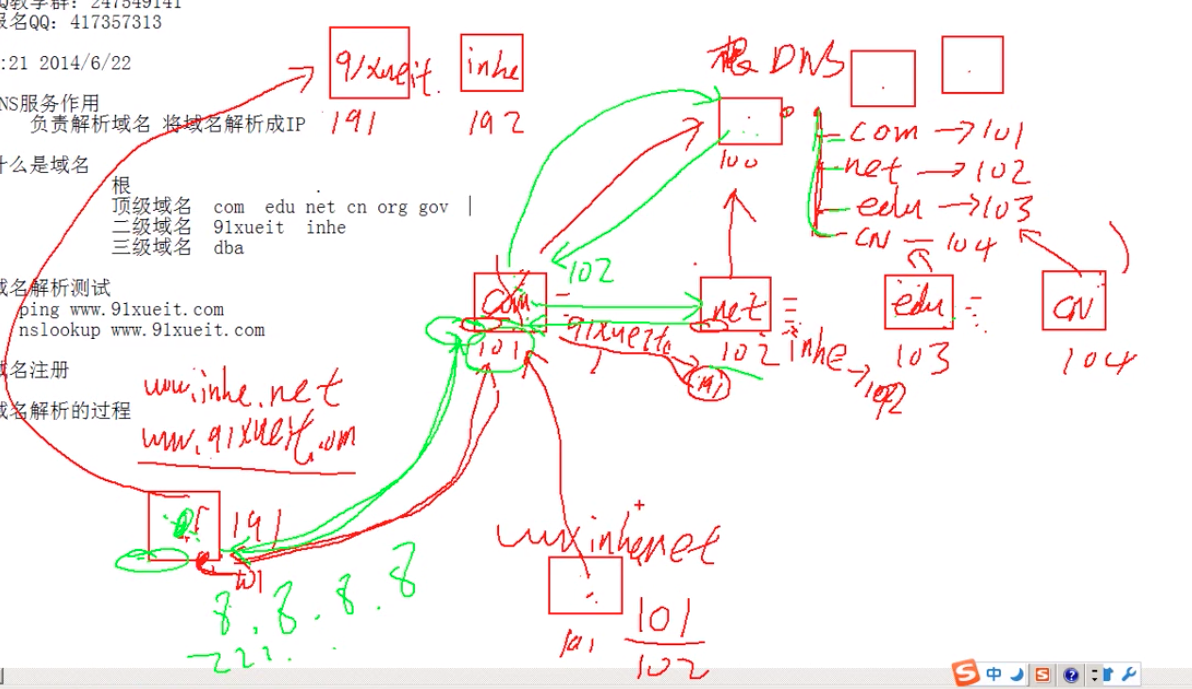 Q教学群: 247549141
报名QQ: 417357313
:21 2014/6/22
NS服务作用
负责解析域名 将域名解析成IP
什么是域名
根
顶级域名 com edu net cn org gov
二级域名 91xueit inhe
三级域名 dba
域名解析测试
ping www.91xueit.com
nslookup www.91xueit.com
域名注册
域名解析的过程
91xueit.
191
inhe
192
根DNS
100
com → 101
net → 102
edu → 103
CN — 104
102
com
101
91xueit
191
net
102
inhe → 192
edu
103
CN
104
www.inhe.net
www.91xueit.com
191
101
8.8.8.8
222.
101
101
102
中